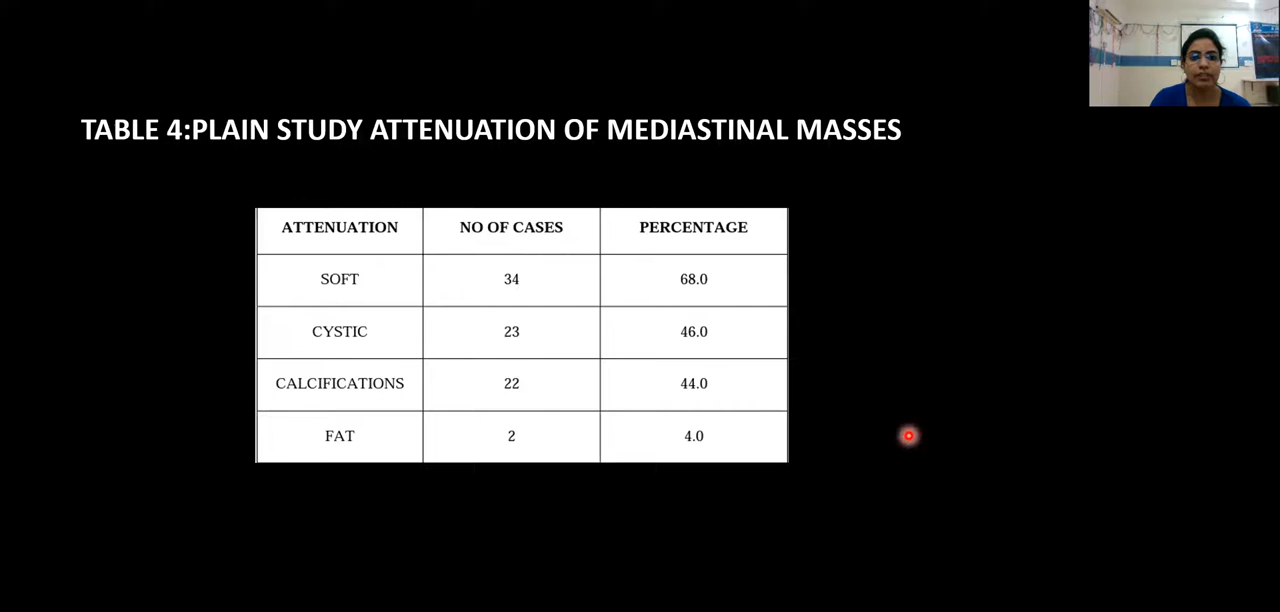 TABLE 4:PLAIN STUDY ATTENUATION OF MEDIASTINAL MASSES
ATTENUATION NO OF CASES PERCENTAGE
SOFT 34 68.0
CYSTIC 23 46.0
CALCIFICATIONS 22 44.0
FAT 2 4.0